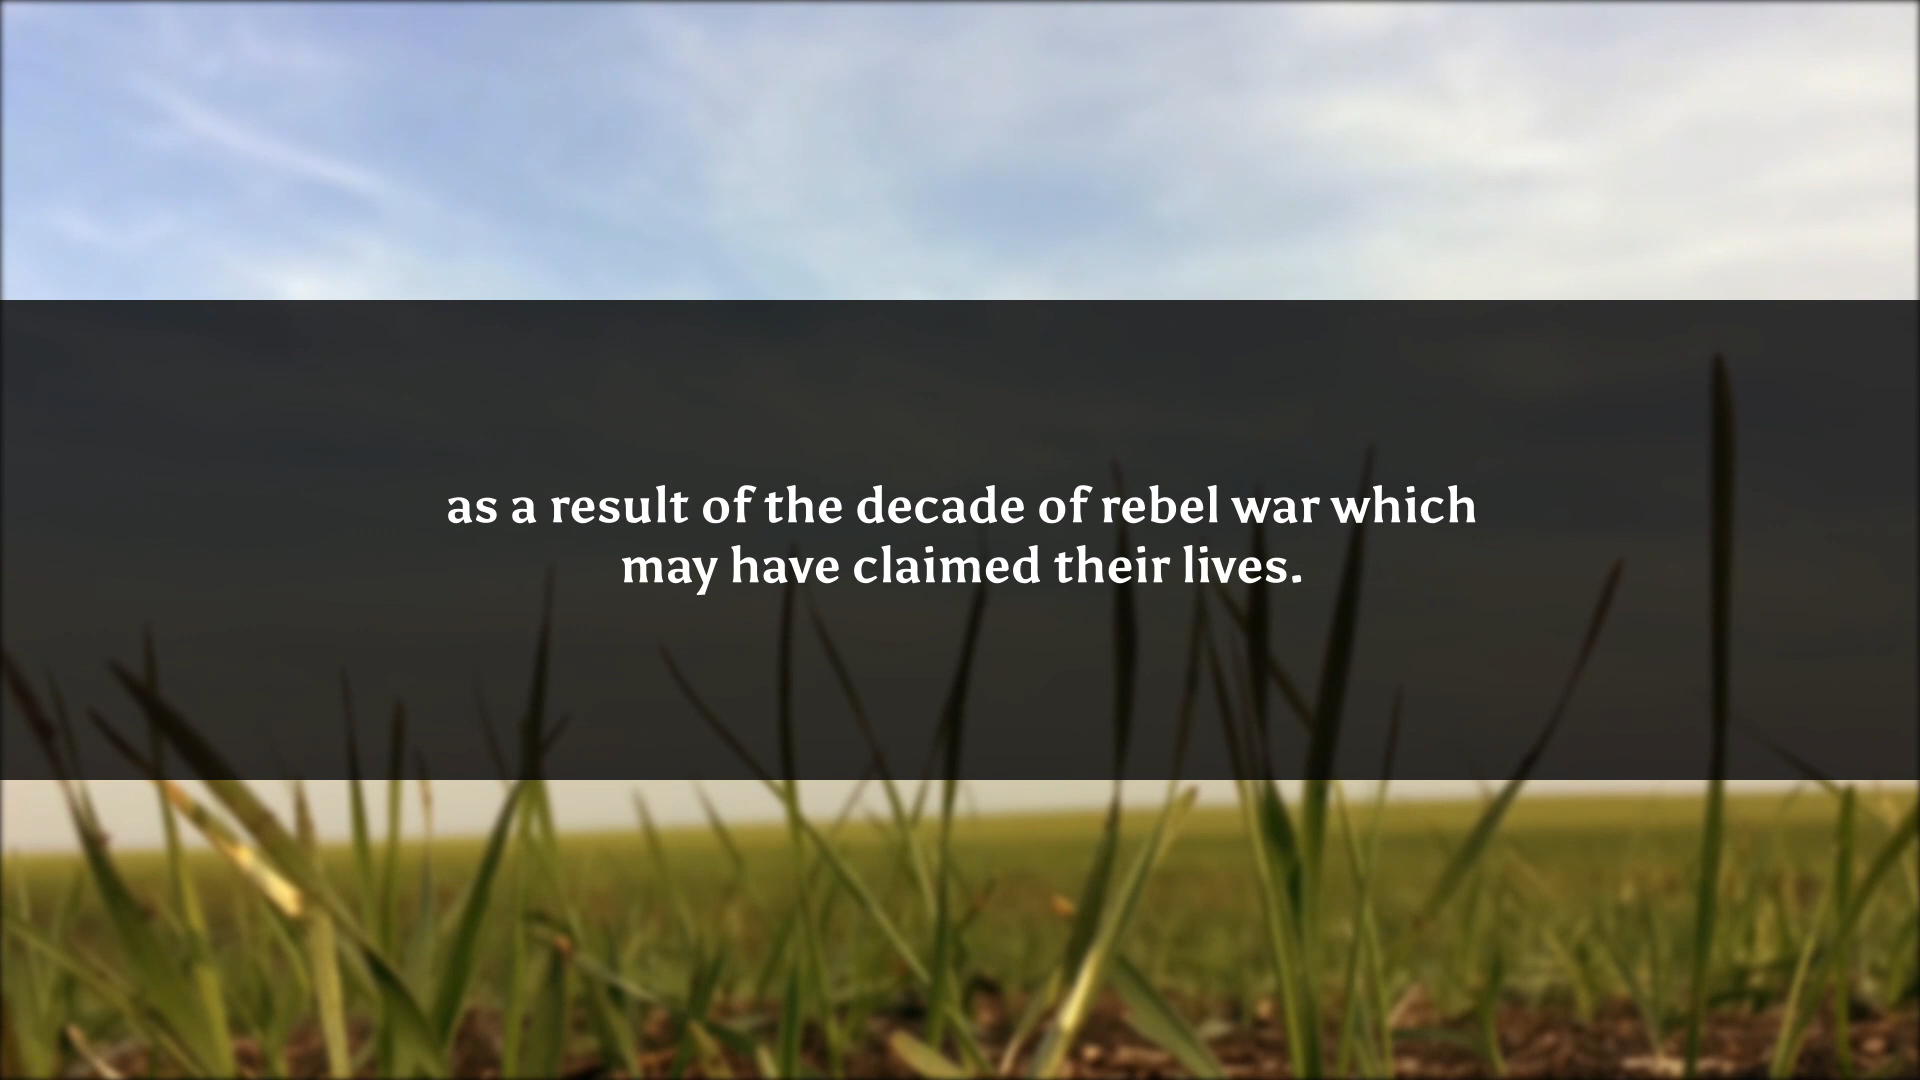 as a result of the decade of rebel war which
may have claimed their lives.